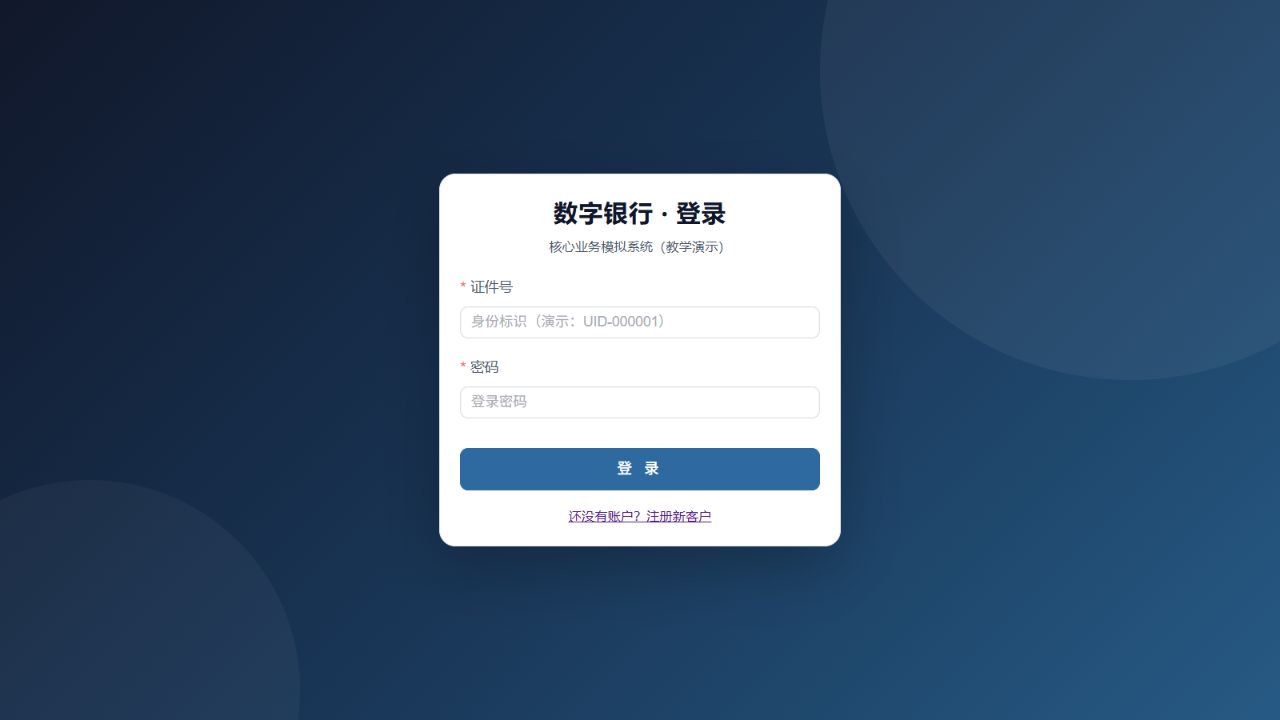 数字银行 · 登录
核心业务模拟系统（教学演示）
* 证件号
身份标识（演示：UID-000001）
* 密码
登录密码
登 录
还没有账户？注册新客户